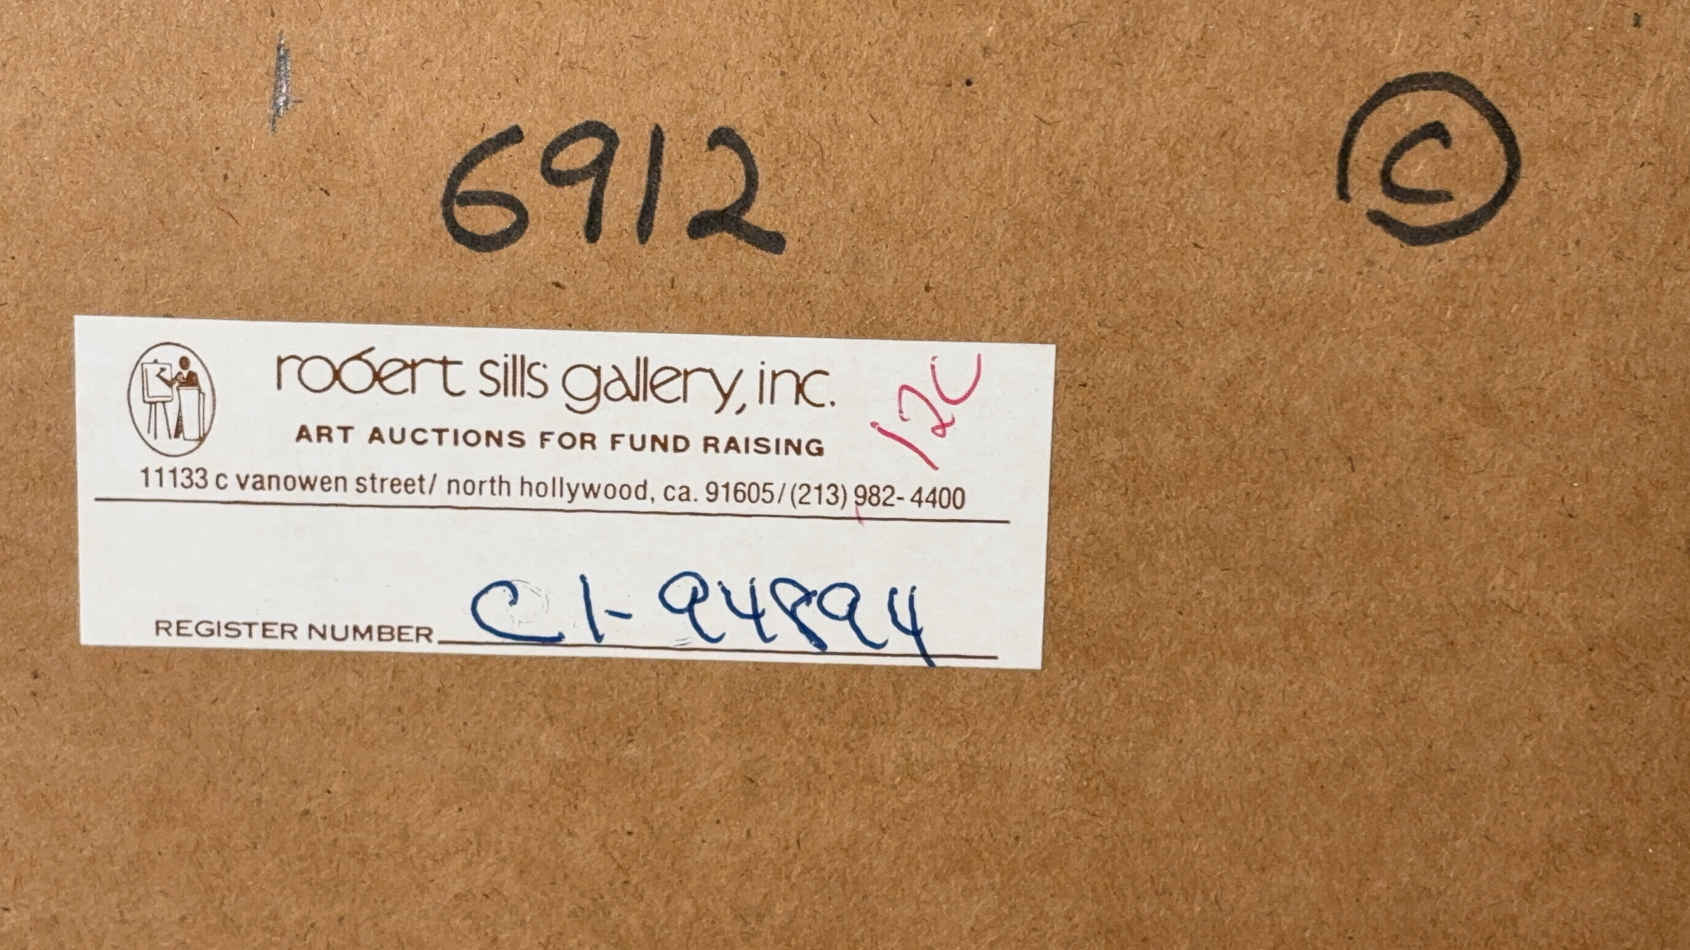 6912
C
robert sills gallery, inc.
12C
ART AUCTIONS FOR FUND RAISING
11133 c vanowen street/ north hollywood, ca. 91605/(213) 982-4400
REGISTER NUMBER C1-94894